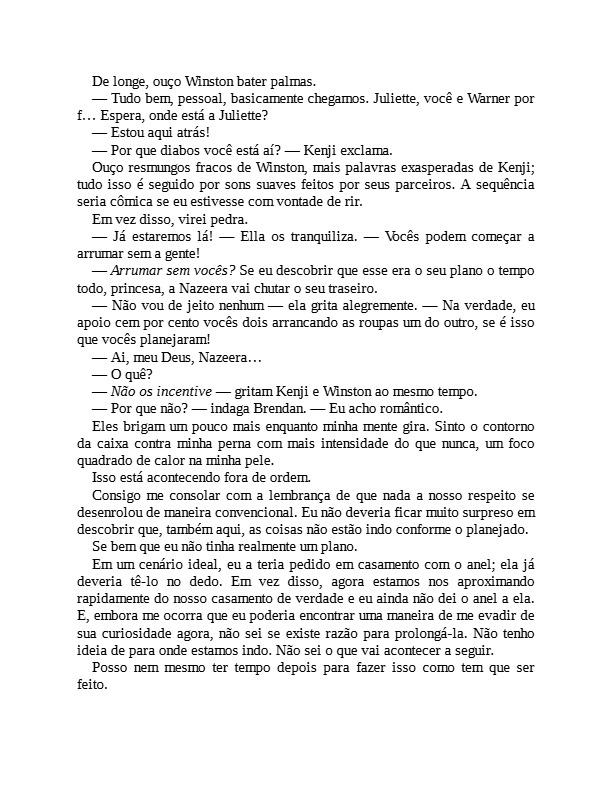 De longe, ouço Winston bater palmas.
— Tudo bem, pessoal, basicamente chegamos. Juliette, você e Warner por
f… Espera, onde está a Juliette?
— Estou aqui atrás!
— Por que diabos você está aí? — Kenji exclama.
Ouço resmungos fracos de Winston, mais palavras exasperadas de Kenji;
tudo isso é seguido por sons suaves feitos por seus parceiros. A sequência
seria cômica se eu estivesse com vontade de rir.
Em vez disso, virei pedra.
— Já estaremos lá! — Ella os tranquiliza. — Vocês podem começar a
arrumar sem a gente!
— Arrumar sem vocês? Se eu descobrir que esse era o seu plano o tempo
todo, princesa, a Nazeera vai chutar o seu traseiro.
— Não vou de jeito nenhum — ela grita alegremente. — Na verdade, eu
apoio cem por cento vocês dois arrancando as roupas um do outro, se é isso
que vocês planejaram!
— Ai, meu Deus, Nazeera…
— O quê?
— Não os incentive — gritam Kenji e Winston ao mesmo tempo.
— Por que não? — indaga Brendan. — Eu acho romântico.
Eles brigam um pouco mais enquanto minha mente gira. Sinto o contorno
da caixa contra minha perna com mais intensidade do que nunca, um foco
quadrado de calor na minha pele.
Isso está acontecendo fora de ordem.
Consigo me consolar com a lembrança de que nada a nosso respeito se
desenrolou de maneira convencional. Eu não deveria ficar muito surpreso em
descobrir que, também aqui, as coisas não estão indo conforme o planejado.
Se bem que eu não tinha realmente um plano.
Em um cenário ideal, eu a teria pedido em casamento com o anel; ela já
deveria tê-lo no dedo. Em vez disso, agora estamos nos aproximando
rapidamente do nosso casamento de verdade e eu ainda não dei o anel a ela.
E, embora me ocorra que eu poderia encontrar uma maneira de me evadir de
sua curiosidade agora, não sei se existe razão para prolongá-la. Não tenho
ideia de para onde estamos indo. Não sei o que vai acontecer a seguir.
Posso nem mesmo ter tempo depois para fazer isso como tem que ser
feito.